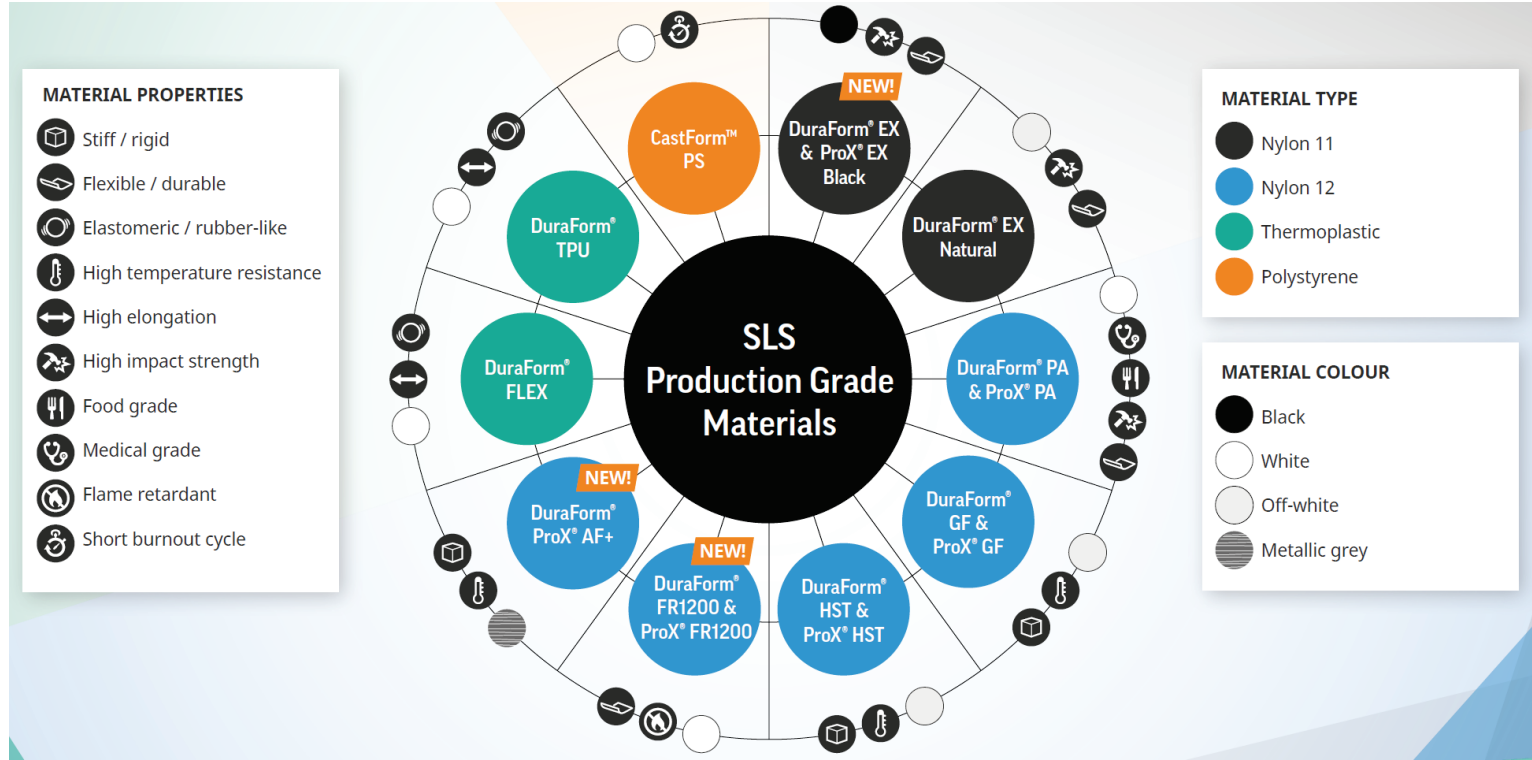 MATERIAL PROPERTIES
Stiff / rigid
Flexible / durable
Elastomeric / rubber-like
High temperature resistance
High elongation
High impact strength
Food grade
Medical grade
Flame retardant
Short burnout cycle
CastForm™
PS
NEW!
DuraForm® EX
& ProX® EX
Black
DuraForm® EX
Natural
DuraForm® PA
& ProX® PA
DuraForm®
GF &
ProX® GF
DuraForm®
HST &
ProX® HST
NEW!
DuraForm®
FR1200 &
ProX® FR1200
NEW!
DuraForm®
ProX® AF+
DuraForm®
FLEX
DuraForm®
TPU
SLS
Production Grade
Materials
MATERIAL TYPE
Nylon 11
Nylon 12
Thermoplastic
Polystyrene
MATERIAL COLOUR
Black
White
Off-white
Metallic grey